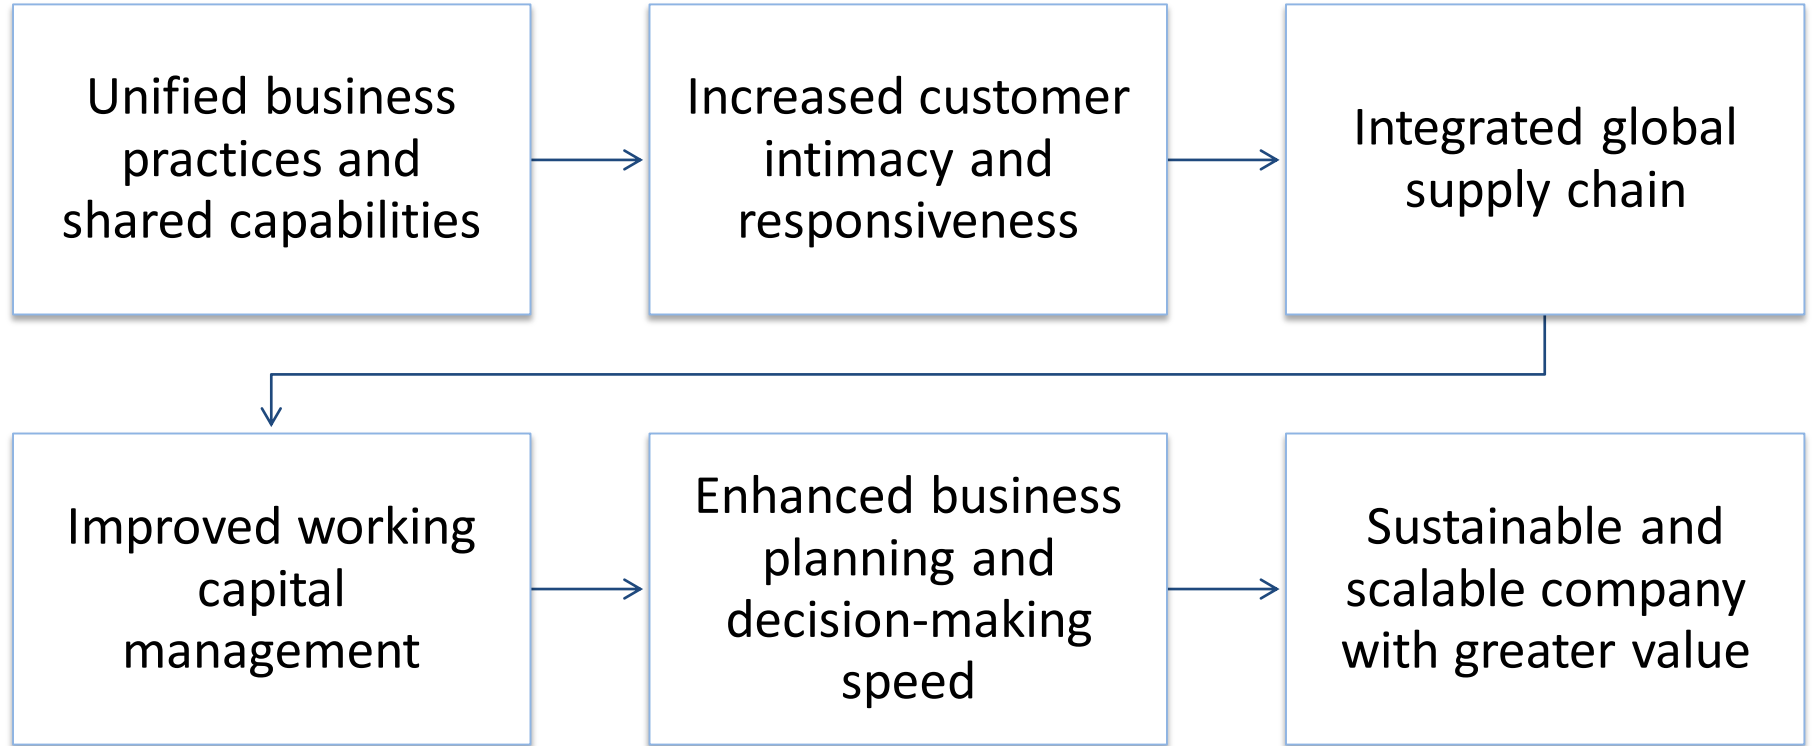 Unified business
practices and
shared capabilities
Increased customer
intimacy and
responsiveness
Integrated global
supply chain
Improved working
capital
management
Enhanced business
planning and
decision-making
speed
Sustainable and
scalable company
with greater value